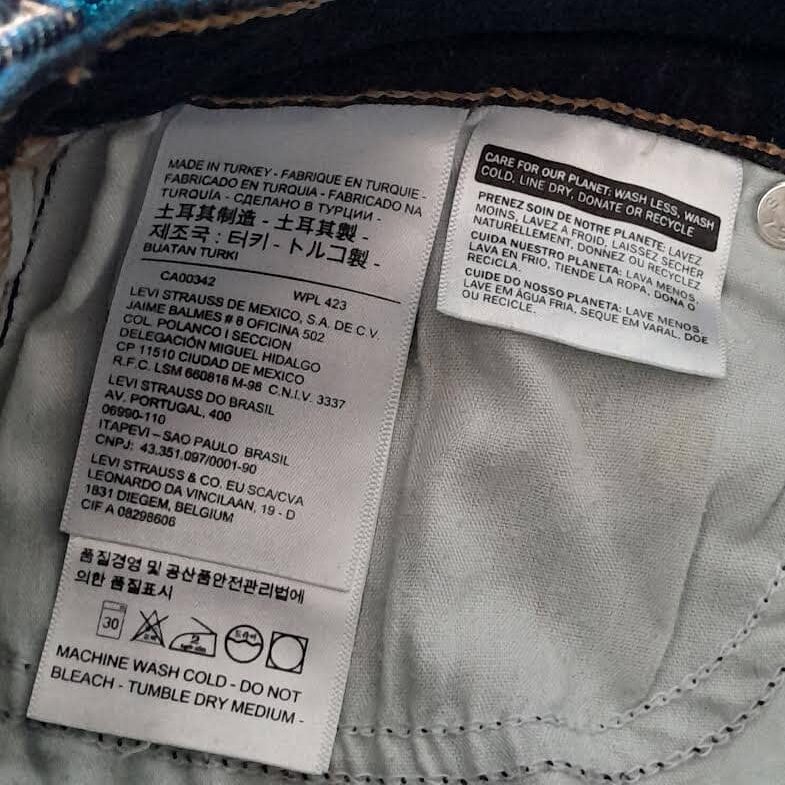 MADE IN TURKEY - FABRIQUE EN TURQUIE -
FABRICADO EN TURQUIA - FABRICADO NA
TURQUÍA - СДЕЛАНО В ТУРЦИИ -
土耳其制造 - 土耳其製 -
제조국 : 터키 - トルコ製 -
BUATAN TURKI
CA00342 WPL 423
LEVI STRAUSS DE MEXICO, S.A. DE C.V.
JAIME BALMES # 8 OFICINA 502
COL. POLANCO I SECCION
DELEGACIÓN MIGUEL HIDALGO
CP 11510 CIUDAD DE MEXICO
R.F.C. LSM 660818 M-98 C.N.I.V. 3337
LEVI STRAUSS DO BRASIL
AV. PORTUGAL, 400
06990-110
ITAPEVI – SAO PAULO BRASIL
CNPJ: 43.351.097/0001-90
LEVI STRAUSS & CO. EU SCA/CVA
LEONARDO DA VINCILAAN, 19 - D
1831 DIEGEM, BELGIUM
CIF A 08298606
품질경영 및 공산품안전관리법에
의한 품질표시
30
MACHINE WASH COLD - DO NOT
BLEACH - TUMBLE DRY MEDIUM -
CARE FOR OUR PLANET: WASH LESS, WASH
COLD, LINE DRY, DONATE OR RECYCLE
PRENEZ SOIN DE NOTRE PLANETE: LAVEZ
MOINS, LAVEZ À FROID, LAISSEZ SECHER
NATURELLEMENT, DONNEZ OU RECYCLEZ
CUIDA NUESTRO PLANETA: LAVA MENOS,
LAVA EN FRIO, TIENDE LA ROPA, DONA O
RECICLA.
CUIDE DO NOSSO PLANETA: LAVE MENOS,
LAVE EM ÁGUA FRIA, SEQUE EM VARAL, DOE
OU RECICLE.